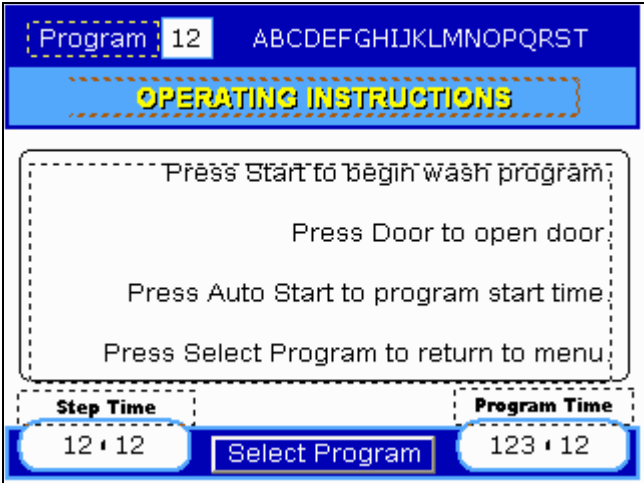 Program 12 ABCDEFGHIJKLMNOPQRST
OPERATING INSTRUCTIONS
Press Start to begin wash program.
Press Door to open door.
Press Auto Start to program start time.
Press Select Program to return to menu.
Step Time Program Time
12 : 12 Select Program 123 : 12